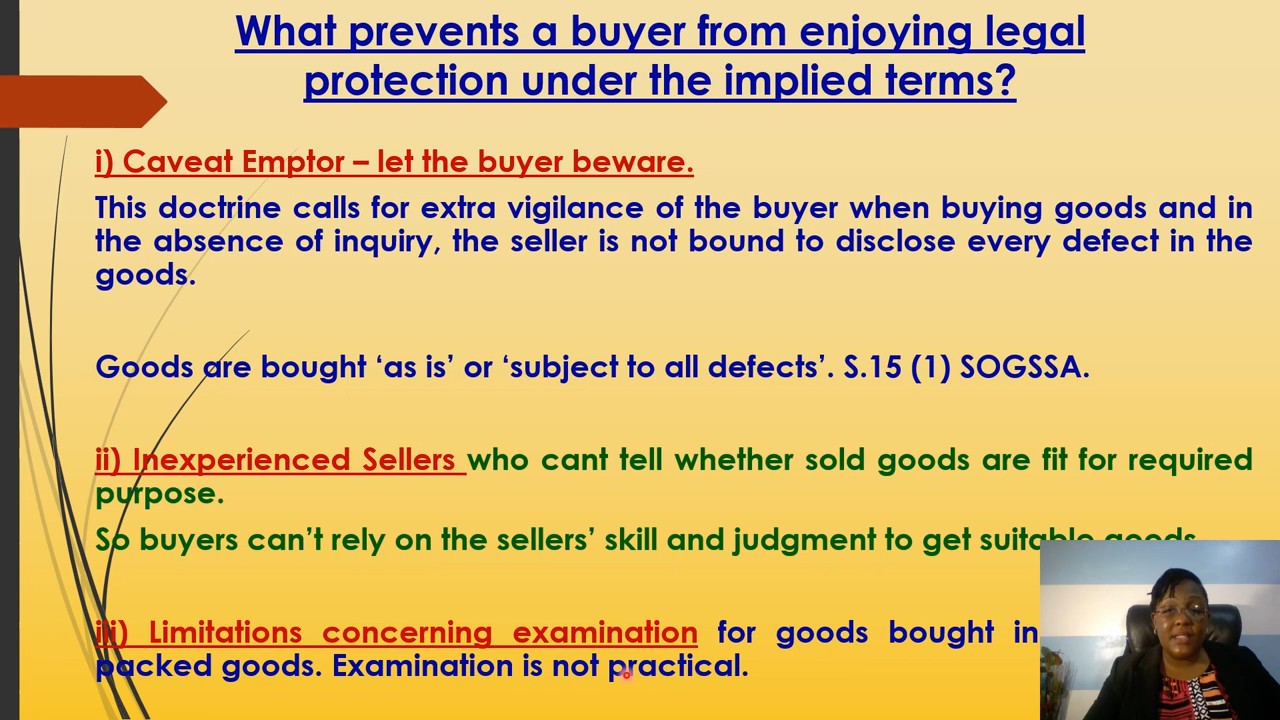 What prevents a buyer from enjoying legal
protection under the implied terms?
i) Caveat Emptor – let the buyer beware.
This doctrine calls for extra vigilance of the buyer when buying goods and in
the absence of inquiry, the seller is not bound to disclose every defect in the
goods.
Goods are bought ‘as is’ or ‘subject to all defects’. S.15 (1) SOGSSA.
ii) Inexperienced Sellers who cant tell whether sold goods are fit for required
purpose.
So buyers can’t rely on the sellers’ skill and judgment to get suitable goods
iii) Limitations concerning examination for goods bought in
packed goods. Examination is not practical.